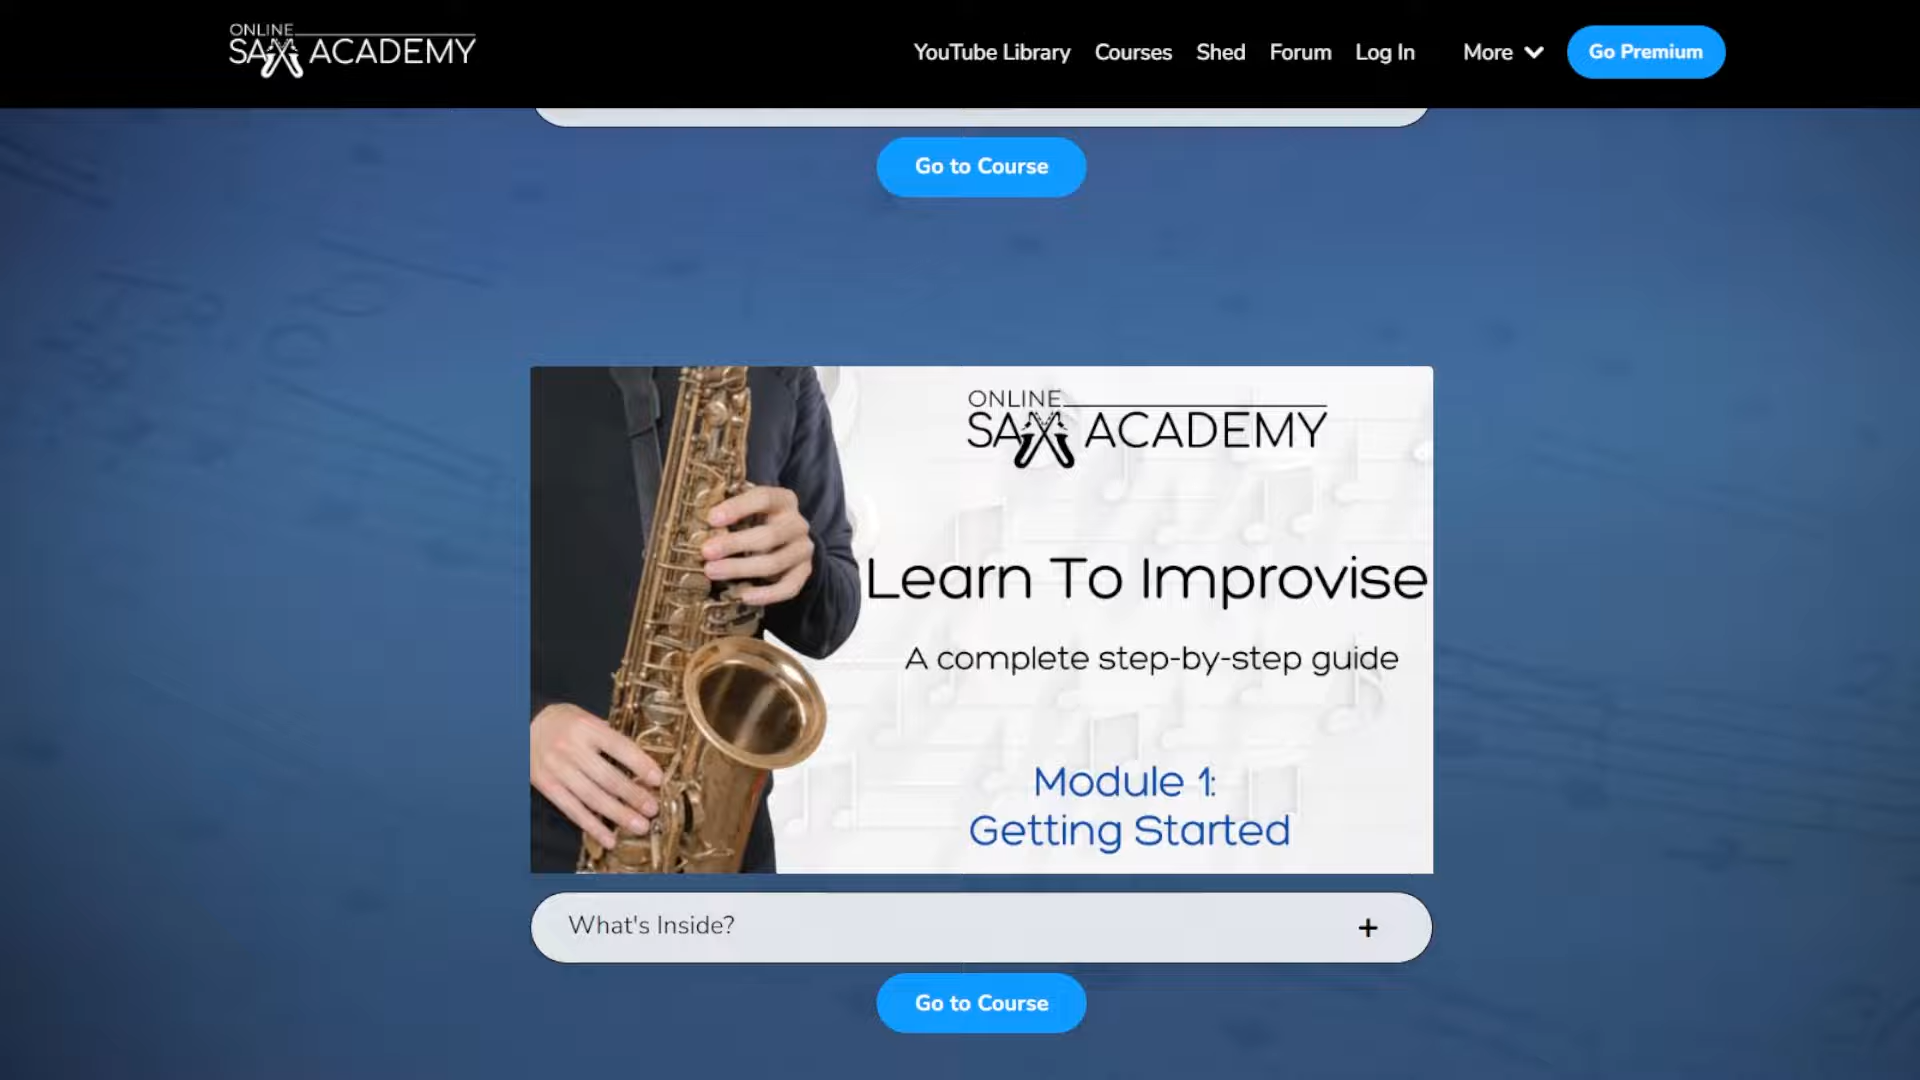 ONLINE
SAX ACADEMY
YouTube Library Courses Shed Forum Log In More Go Premium
Go to Course
ONLINE
SAX ACADEMY
Learn To Improvise
A complete step-by-step guide
Module 1:
Getting Started
What's Inside? +
Go to Course